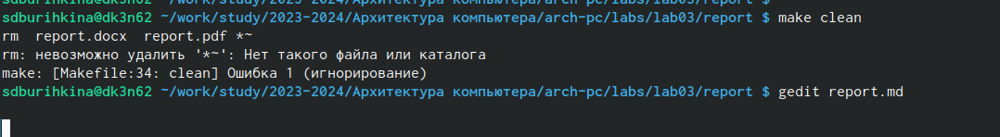 sdburihkina@dk3n62 ~/work/study/2023-2024/Архитектура компьютера/arch-pc/labs/lab03/report $ make clean
rm  report.docx  report.pdf *~
rm: невозможно удалить '*~': Нет такого файла или каталога
make: [Makefile:34: clean] Ошибка 1 (игнорирование)
sdburihkina@dk3n62 ~/work/study/2023-2024/Архитектура компьютера/arch-pc/labs/lab03/report $ gedit report.md